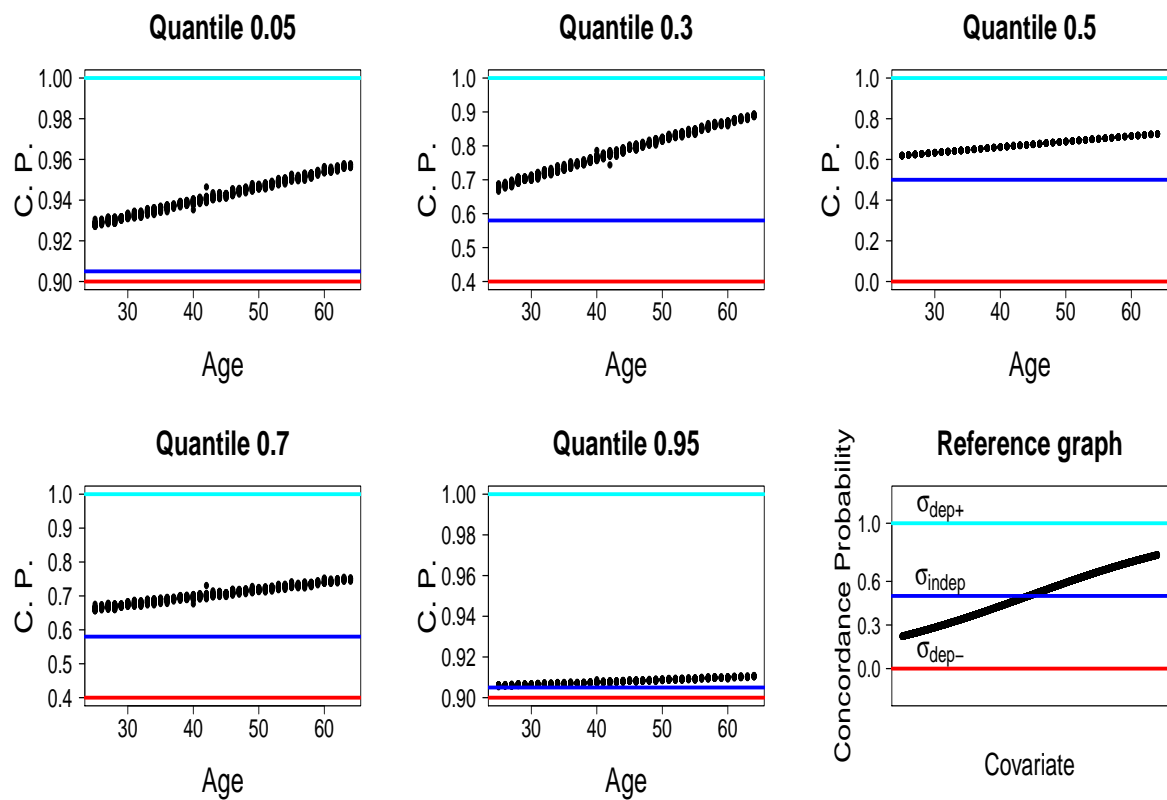 Quantile 0.05
C. P.
1.00
0.98
0.96
0.94
0.92
0.90
30 40 50 60
Age
Quantile 0.3
C. P.
1.0
0.9
0.8
0.7
0.6
0.5
0.4
30 40 50 60
Age
Quantile 0.5
C. P.
1.0
0.8
0.6
0.4
0.2
0.0
30 40 50 60
Age
Quantile 0.7
C. P.
1.0
0.9
0.8
0.7
0.6
0.5
0.4
30 40 50 60
Age
Quantile 0.95
C. P.
1.00
0.98
0.96
0.94
0.92
0.90
30 40 50 60
Age
Reference graph
Concordance Probability
1.0
0.6
0.3
0.0
σdep+
σindep
σdep−
Covariate